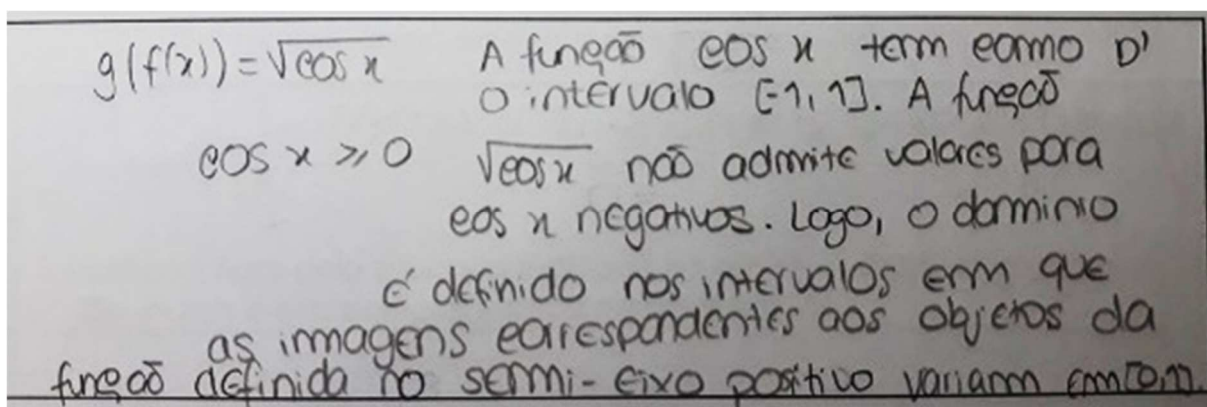 g(f(x)) = √cos x A função cos x tem como D'
o intervalo [-1, 1]. A função
cos x ⩾ 0 √cos x não admite valores para
cos x negativos. Logo, o dominio
é definido nos intervalos em que
as imagens correspondentes aos objetos da
função definida no semi-eixo positivo variam em [0,1].